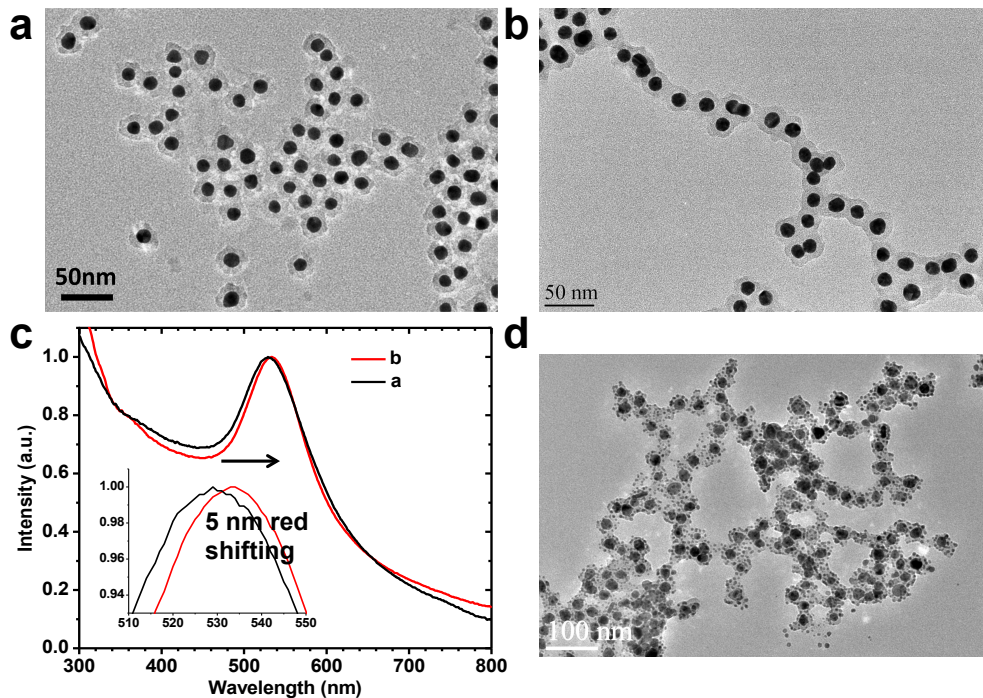 a
50nm
b
50 nm
c
b
a
5 nm red
shifting
1.00
0.98
0.96
0.94
510 520 530 540 550
1.0
0.8
0.6
0.4
0.2
0.0
300 400 500 600 700 800
Intensity (a.u.)
Wavelength (nm)
d
100 nm